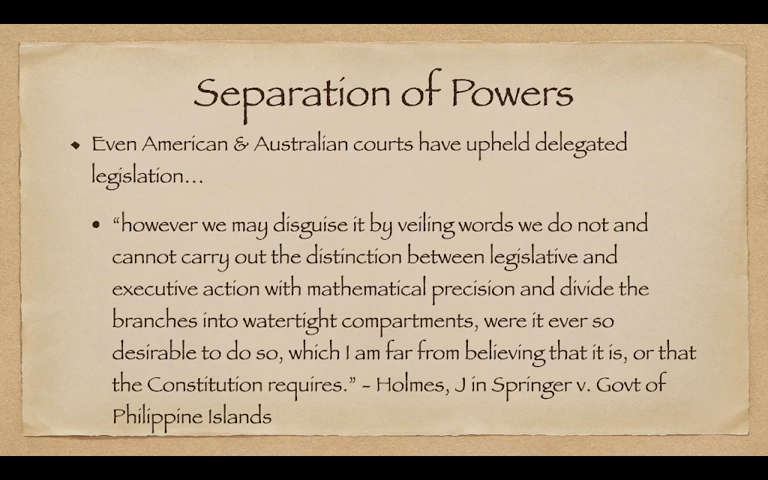 Separation of Powers
Even American & Australian courts have upheld delegated
legislation…
“however we may disguise it by veiling words we do not and
cannot carry out the distinction between legislative and
executive action with mathematical precision and divide the
branches into watertight compartments, were it ever so
desirable to do so, which I am far from believing that it is, or that
the Constitution requires.” - Holmes, J in Springer v. Govt of
Philippine Islands